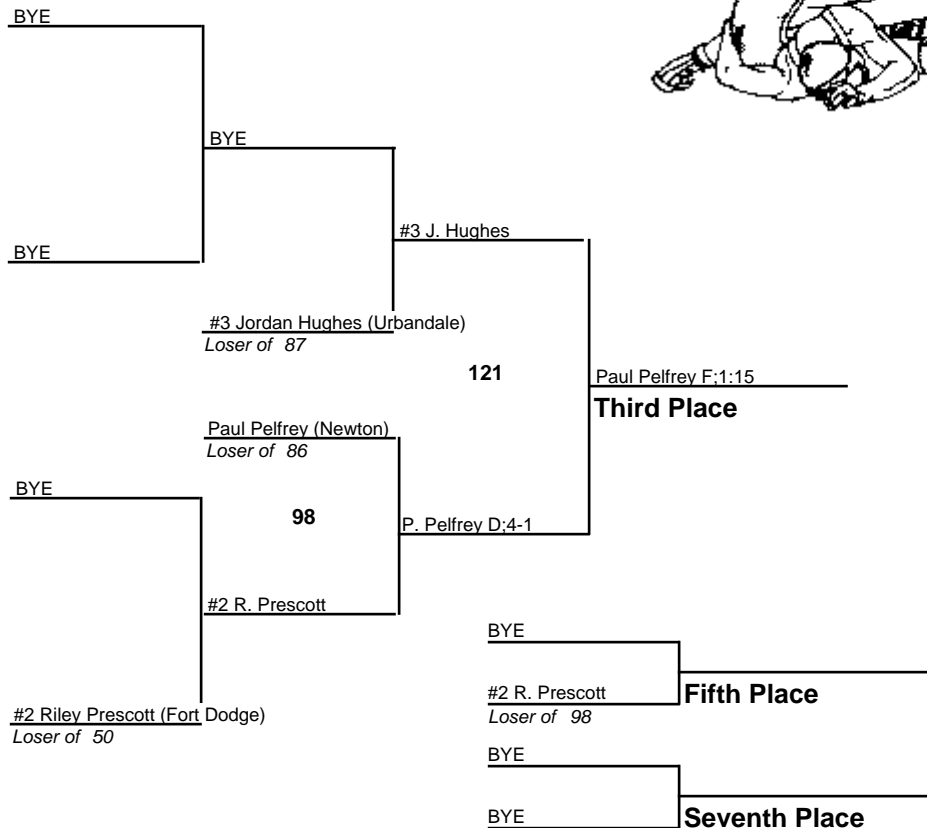 BYE
BYE
BYE
#3 J. Hughes
#3 Jordan Hughes (Urbandale)
Loser of 87
121
Paul Pelfrey F;1:15
Third Place
Paul Pelfrey (Newton)
Loser of 86
BYE
98
P. Pelfrey D;4-1
#2 R. Prescott
#2 Riley Prescott (Fort Dodge)
Loser of 50
BYE
#2 R. Prescott
Loser of 98
Fifth Place
BYE
BYE
Seventh Place